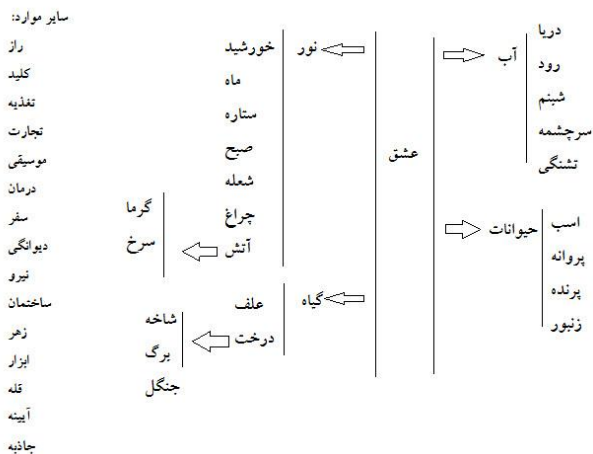 دریا
رود
شبنم
سرچشمه
تشنگی
آب
اسب
پروانه
پرنده
زنبور
حیوانات
عشق
نور
خورشید
ماه
ستاره
صبح
شعله
چراغ
آتش
گرما
سرخ
گیاه
علف
درخت
شاخه
برگ
جنگل
سایر موارد:
راز
کلید
تغذیه
تجارت
موسیقی
درمان
سفر
دیوانگی
نیرو
ساختمان
زهر
ابزار
قله
آیینه
جاذبه